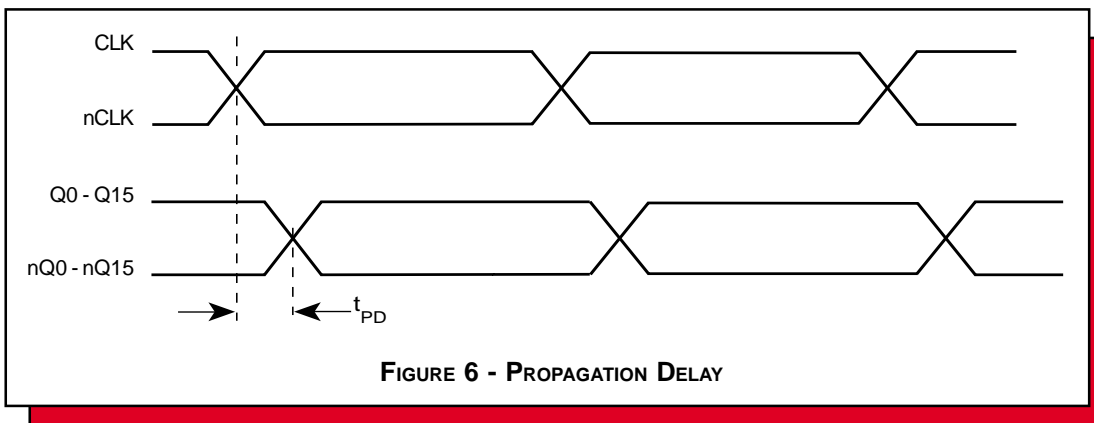 CLK
nCLK
Q0 - Q15
nQ0 - nQ15
tPD
FIGURE 6 - PROPAGATION DELAY